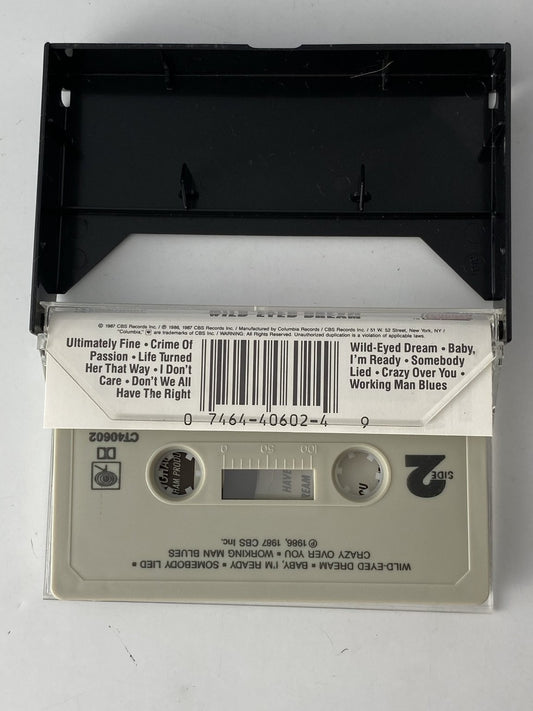 WILD-EYED DREAM
© 1987 CBS Records Inc. / ℗ 1986, 1987 CBS Records Inc. / Manufactured by Columbia Records / CBS Records Inc. / 51 W. 52 Street, New York, NY /
"Columbia," are trademarks of CBS Inc. / WARNING: All Rights Reserved. Unauthorized duplication is a violation of applicable laws.
Ultimately Fine • Crime Of
Passion • Life Turned
Her That Way • I Don't
Care • Don't We All
Have The Right
Wild-Eyed Dream • Baby,
I'm Ready • Somebody
Lied • Crazy Over You •
Working Man Blues
0 7464-40602-4 9
CT40602
0 50 100
SIDE
2
HAVE
REAM
WILD-EYED DREAM • BABY, I'M READY • SOMEBODY LIED •
CRAZY OVER YOU • WORKING MAN BLUES
℗ 1986, 1987 CBS Inc.